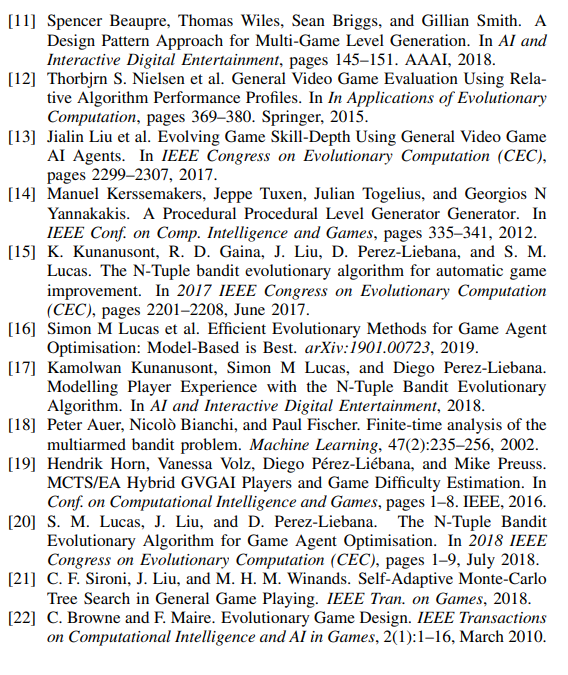 [11] Spencer Beaupre, Thomas Wiles, Sean Briggs, and Gillian Smith. A
Design Pattern Approach for Multi-Game Level Generation. In AI and
Interactive Digital Entertainment, pages 145–151. AAAI, 2018.
[12] Thorbjrn S. Nielsen et al. General Video Game Evaluation Using Rela-
tive Algorithm Performance Profiles. In In Applications of Evolutionary
Computation, pages 369–380. Springer, 2015.
[13] Jialin Liu et al. Evolving Game Skill-Depth Using General Video Game
AI Agents. In IEEE Congress on Evolutionary Computation (CEC),
pages 2299–2307, 2017.
[14] Manuel Kerssemakers, Jeppe Tuxen, Julian Togelius, and Georgios N
Yannakakis. A Procedural Procedural Level Generator Generator. In
IEEE Conf. on Comp. Intelligence and Games, pages 335–341, 2012.
[15] K. Kunanusont, R. D. Gaina, J. Liu, D. Perez-Liebana, and S. M.
Lucas. The N-Tuple bandit evolutionary algorithm for automatic game
improvement. In 2017 IEEE Congress on Evolutionary Computation
(CEC), pages 2201–2208, June 2017.
[16] Simon M Lucas et al. Efficient Evolutionary Methods for Game Agent
Optimisation: Model-Based is Best. arXiv:1901.00723, 2019.
[17] Kamolwan Kunanusont, Simon M Lucas, and Diego Perez-Liebana.
Modelling Player Experience with the N-Tuple Bandit Evolutionary
Algorithm. In AI and Interactive Digital Entertainment, 2018.
[18] Peter Auer, Nicolò Bianchi, and Paul Fischer. Finite-time analysis of the
multiarmed bandit problem. Machine Learning, 47(2):235–256, 2002.
[19] Hendrik Horn, Vanessa Volz, Diego Pérez-Liébana, and Mike Preuss.
MCTS/EA Hybrid GVGAI Players and Game Difficulty Estimation. In
Conf. on Computational Intelligence and Games, pages 1–8. IEEE, 2016.
[20] S. M. Lucas, J. Liu, and D. Perez-Liebana. The N-Tuple Bandit
Evolutionary Algorithm for Game Agent Optimisation. In 2018 IEEE
Congress on Evolutionary Computation (CEC), pages 1–9, July 2018.
[21] C. F. Sironi, J. Liu, and M. H. M. Winands. Self-Adaptive Monte-Carlo
Tree Search in General Game Playing. IEEE Tran. on Games, 2018.
[22] C. Browne and F. Maire. Evolutionary Game Design. IEEE Transactions
on Computational Intelligence and AI in Games, 2(1):1–16, March 2010.